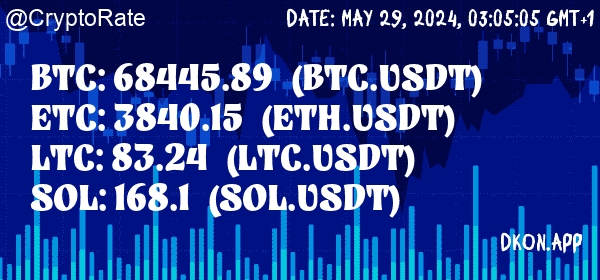 @CryptoRate
DATE: MAY 29, 2024, 03:05:05 GMT+1
BTC: 68445.89 (BTC.USDT)
ETC: 3840.15 (ETH.USDT)
LTC: 83.24 (LTC.USDT)
SOL: 168.1 (SOL.USDT)
DKON.APP